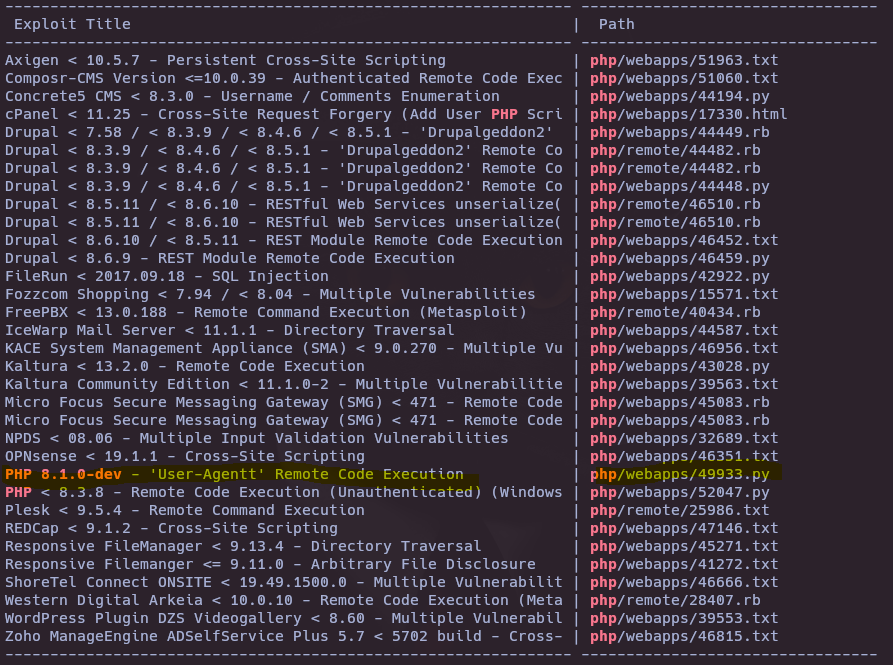 --------------------------------------------------------------- ---------------------------------
 Exploit Title                                                 |  Path
--------------------------------------------------------------- ---------------------------------
Axigen < 10.5.7 - Persistent Cross-Site Scripting              | php/webapps/51963.txt
Composr-CMS Version <=10.0.39 - Authenticated Remote Code Exec | php/webapps/51060.txt
Concrete5 CMS < 8.3.0 - Username / Comments Enumeration        | php/webapps/44194.py
cPanel < 11.25 - Cross-Site Request Forgery (Add User PHP Scri | php/webapps/17330.html
Drupal < 7.58 / < 8.3.9 / < 8.4.6 / < 8.5.1 - 'Drupalgeddon2'  | php/webapps/44449.rb
Drupal < 8.3.9 / < 8.4.6 / < 8.5.1 - 'Drupalgeddon2' Remote Co | php/remote/44482.rb
Drupal < 8.3.9 / < 8.4.6 / < 8.5.1 - 'Drupalgeddon2' Remote Co | php/remote/44482.rb
Drupal < 8.3.9 / < 8.4.6 / < 8.5.1 - 'Drupalgeddon2' Remote Co | php/webapps/44448.py
Drupal < 8.5.11 / < 8.6.10 - RESTful Web Services unserialize( | php/remote/46510.rb
Drupal < 8.5.11 / < 8.6.10 - RESTful Web Services unserialize( | php/remote/46510.rb
Drupal < 8.6.10 / < 8.5.11 - REST Module Remote Code Execution | php/webapps/46452.txt
Drupal < 8.6.9 - REST Module Remote Code Execution             | php/webapps/46459.py
FileRun < 2017.09.18 - SQL Injection                           | php/webapps/42922.py
Fozzcom Shopping < 7.94 / < 8.04 - Multiple Vulnerabilities    | php/webapps/15571.txt
FreePBX < 13.0.188 - Remote Command Execution (Metasploit)     | php/remote/40434.rb
IceWarp Mail Server < 11.1.1 - Directory Traversal             | php/webapps/44587.txt
KACE System Management Appliance (SMA) < 9.0.270 - Multiple Vu | php/webapps/46956.txt
Kaltura < 13.2.0 - Remote Code Execution                       | php/webapps/43028.py
Kaltura Community Edition < 11.1.0-2 - Multiple Vulnerabilitie | php/webapps/39563.txt
Micro Focus Secure Messaging Gateway (SMG) < 471 - Remote Code | php/webapps/45083.rb
Micro Focus Secure Messaging Gateway (SMG) < 471 - Remote Code | php/webapps/45083.rb
NPDS < 08.06 - Multiple Input Validation Vulnerabilities       | php/webapps/32689.txt
OPNsense < 19.1.1 - Cross-Site Scripting                       | php/webapps/46351.txt
PHP 8.1.0-dev - 'User-Agentt' Remote Code Execution            | php/webapps/49933.py
PHP < 8.3.8 - Remote Code Execution (Unauthenticated) (Windows | php/webapps/52047.py
Plesk < 9.5.4 - Remote Command Execution                       | php/remote/25986.txt
REDCap < 9.1.2 - Cross-Site Scripting                          | php/webapps/47146.txt
Responsive FileManager < 9.13.4 - Directory Traversal          | php/webapps/45271.txt
Responsive Filemanger <= 9.11.0 - Arbitrary File Disclosure    | php/webapps/41272.txt
ShoreTel Connect ONSITE < 19.49.1500.0 - Multiple Vulnerabilit | php/webapps/46666.txt
Western Digital Arkeia < 10.0.10 - Remote Code Execution (Meta | php/remote/28407.rb
WordPress Plugin DZS Videogallery < 8.60 - Multiple Vulnerabil | php/webapps/39553.txt
Zoho ManageEngine ADSelfService Plus 5.7 < 5702 build - Cross- | php/webapps/46815.txt
--------------------------------------------------------------- ---------------------------------